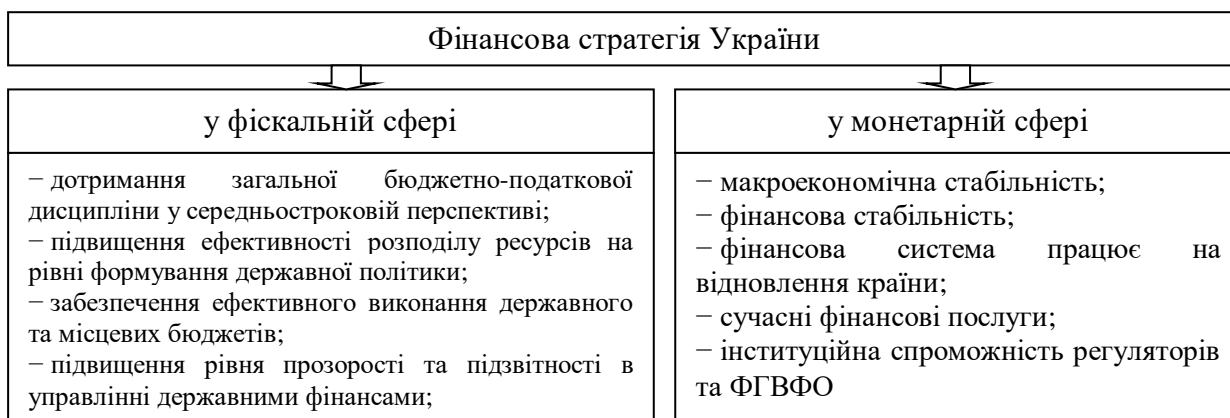 Фінансова стратегія України
у фіскальній сфері
− дотримання загальної бюджетно-податкової
дисципліни у середньостроковій перспективі;
− підвищення ефективності розподілу ресурсів на
рівні формування державної політики;
− забезпечення ефективного виконання державного
та місцевих бюджетів;
− підвищення рівня прозорості та підзвітності в
управлінні державними фінансами;
у монетарній сфері
− макроекономічна стабільність;
− фінансова стабільність;
− фінансова система працює на
відновлення країни;
− сучасні фінансові послуги;
− інституційна спроможність регуляторів
та ФГВФО